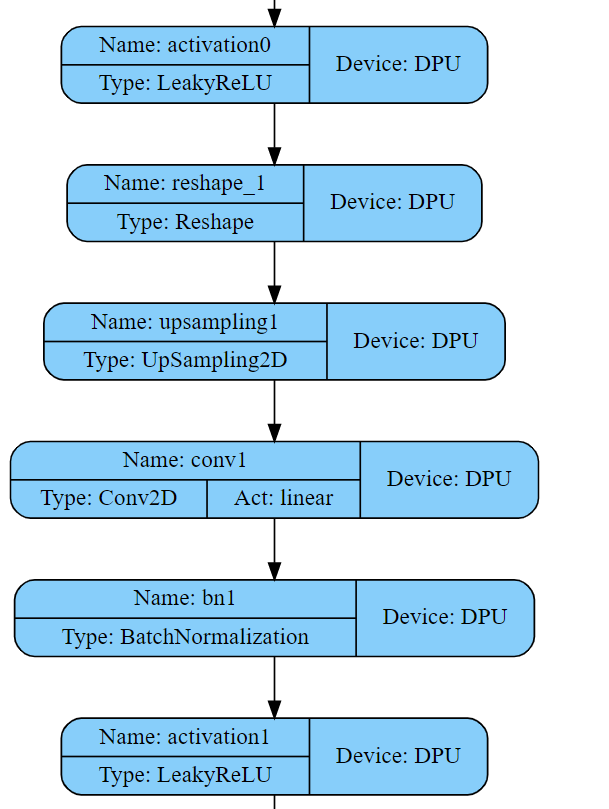 Name: activation0
Type: LeakyReLU
Device: DPU
Name: reshape_1
Type: Reshape
Device: DPU
Name: upsampling1
Type: UpSampling2D
Device: DPU
Name: conv1
Type: Conv2D
Act: linear
Device: DPU
Name: bn1
Type: BatchNormalization
Device: DPU
Name: activation1
Type: LeakyReLU
Device: DPU